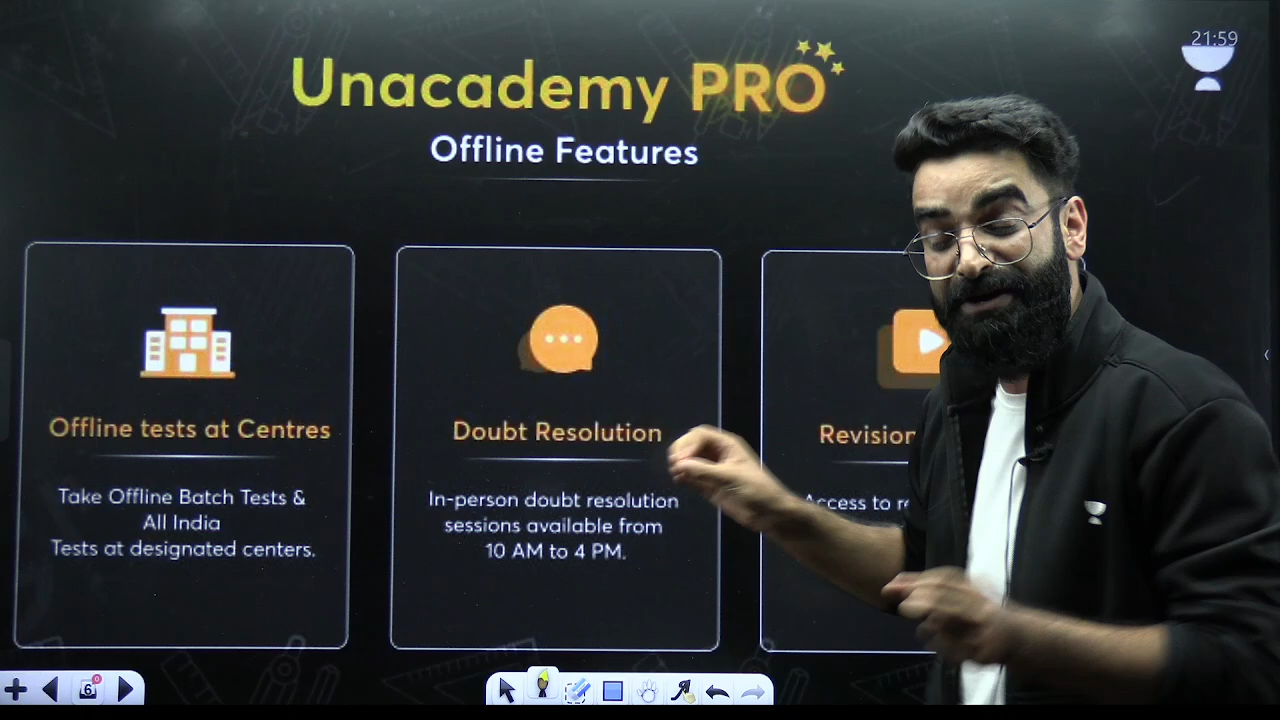 21:59
Unacademy PRO
Offline Features
Offline tests at Centres
Take Offline Batch Tests &
All India
Tests at designated centers.
Doubt Resolution
In-person doubt resolution
sessions available from
10 AM to 4 PM.
Revision
Access to
6
0